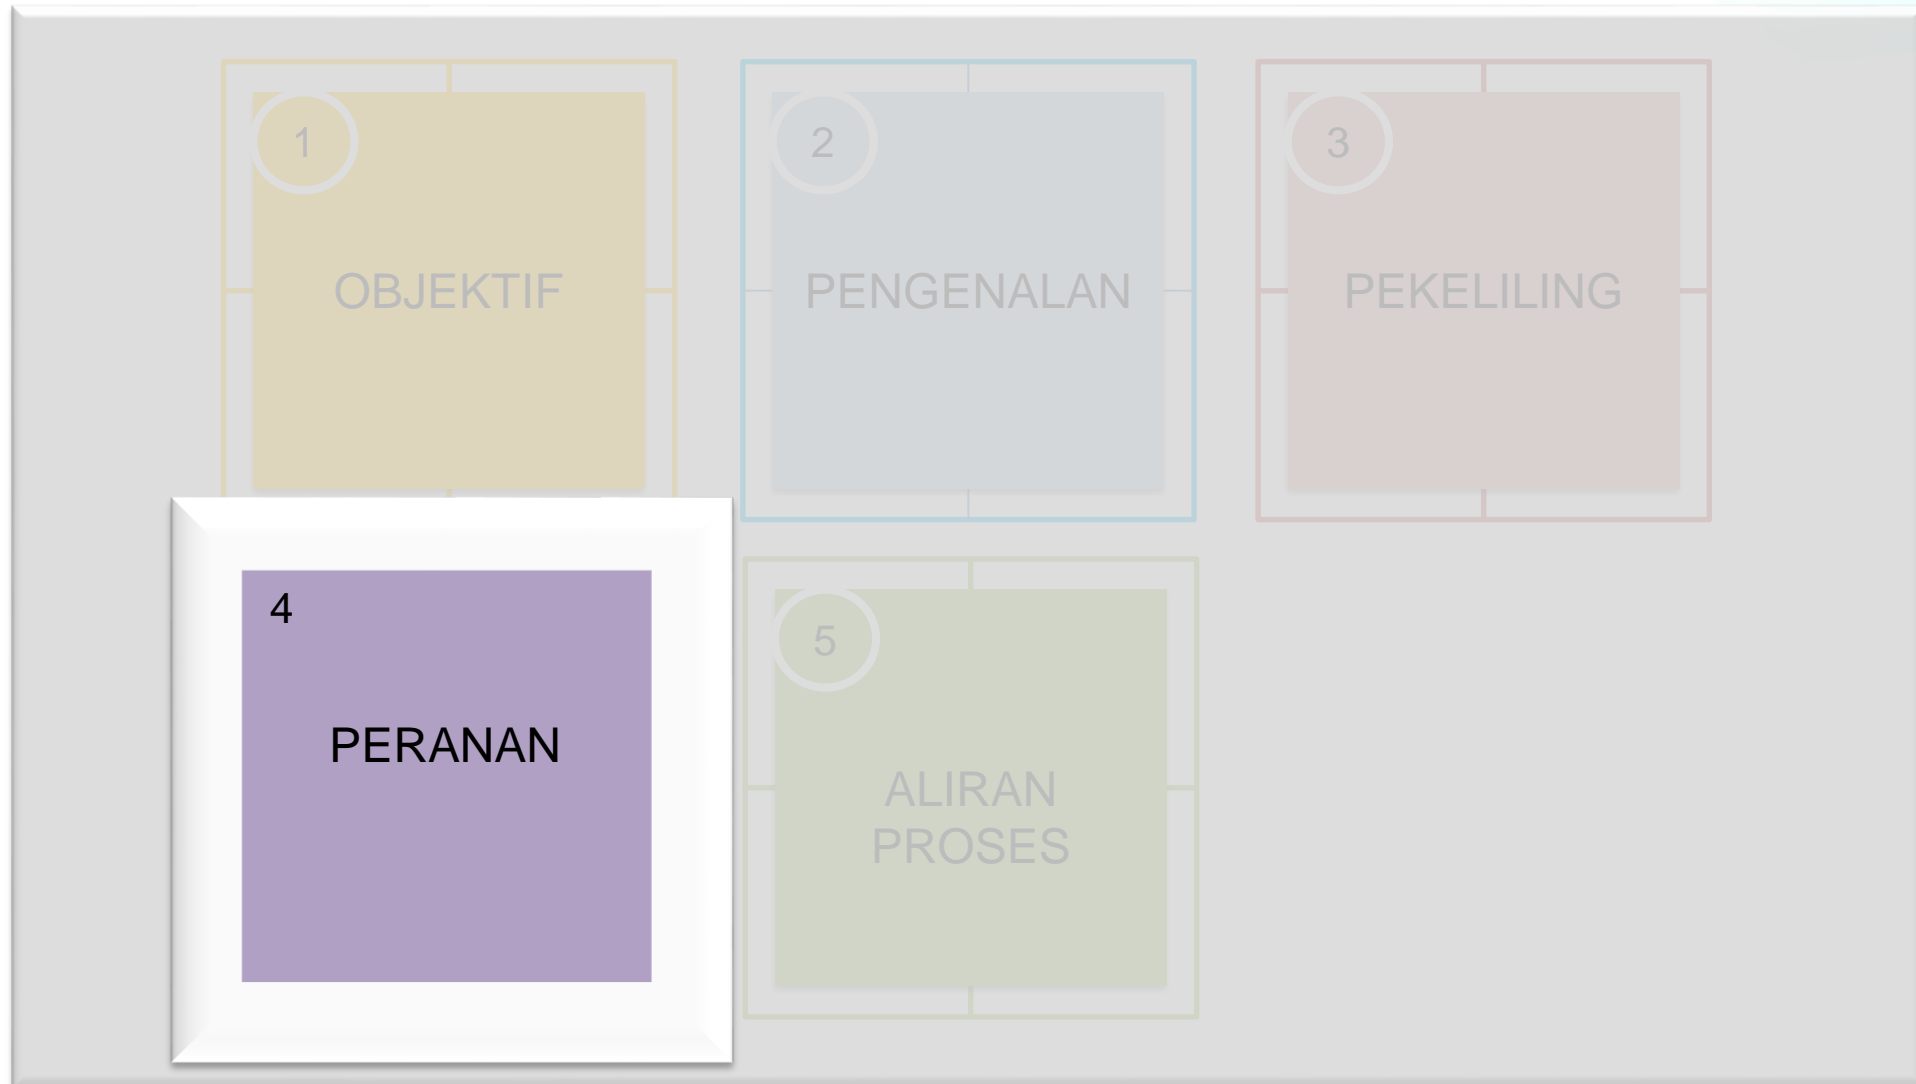 1
OBJEKTIF
2
PENGENALAN
3
PEKELILING
4
PERANAN
5
ALIRAN
PROSES